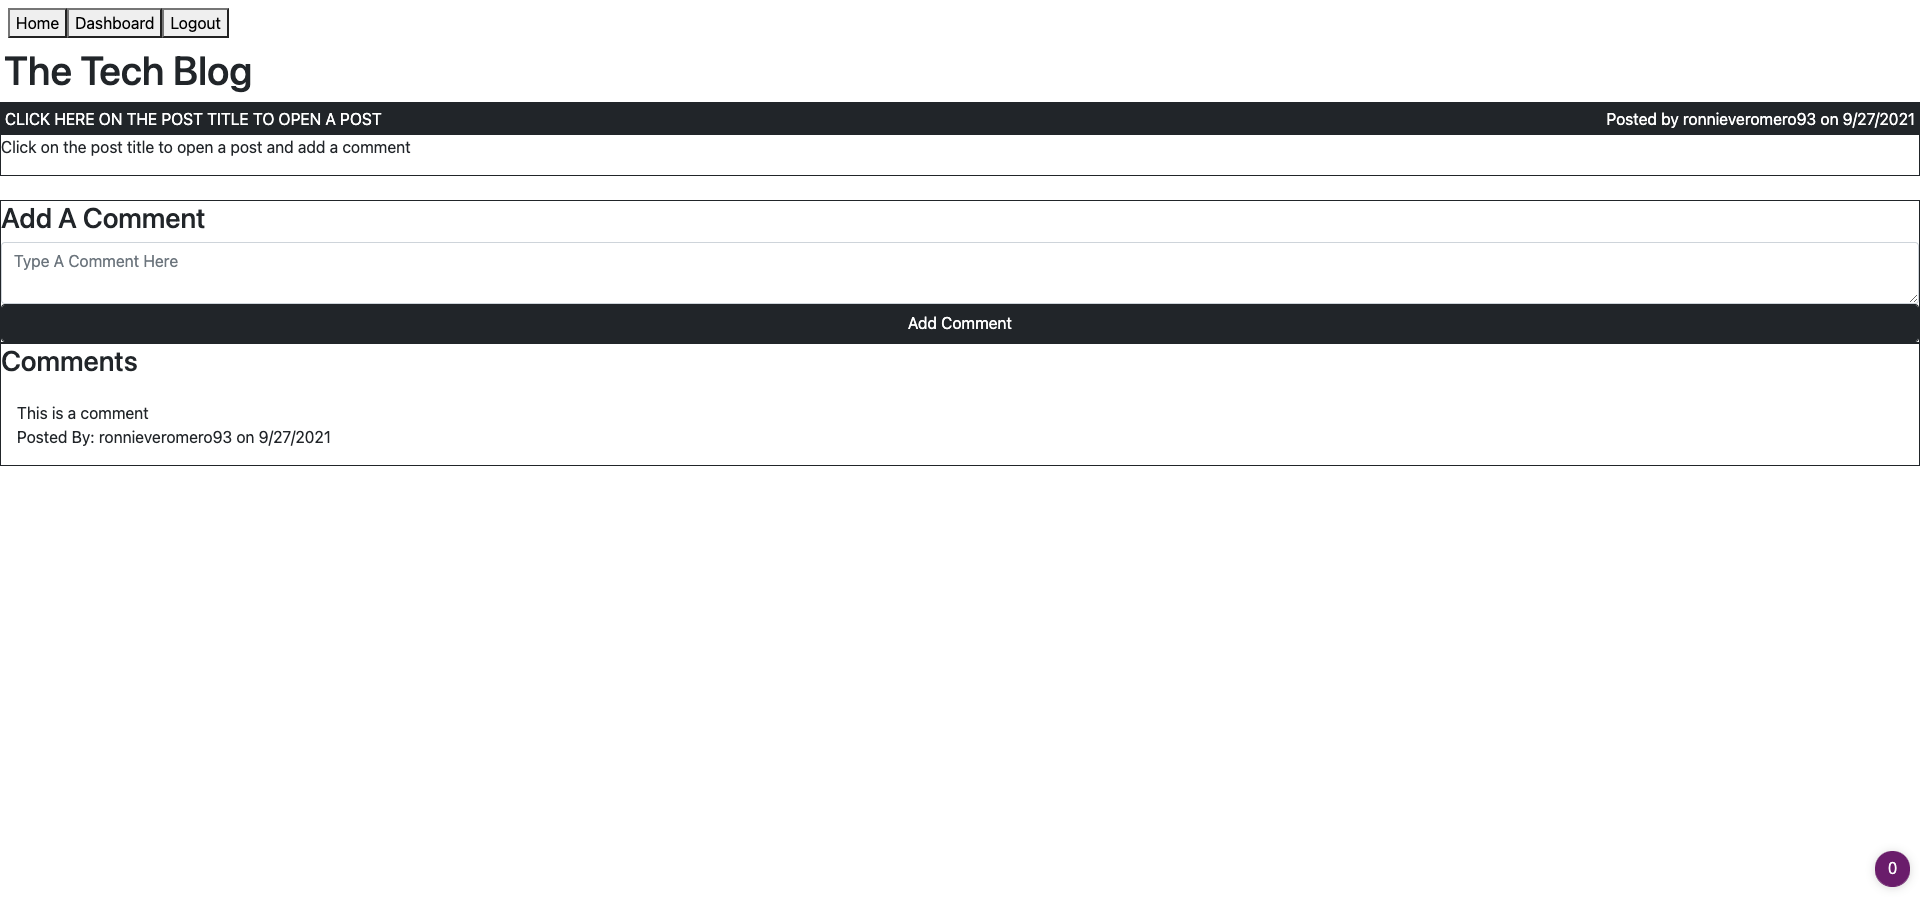 Home Dashboard Logout
The Tech Blog
CLICK HERE ON THE POST TITLE TO OPEN A POST Posted by ronnieveromero93 on 9/27/2021
Click on the post title to open a post and add a comment
Add A Comment
Type A Comment Here
Add Comment
Comments
This is a comment
Posted By: ronnieveromero93 on 9/27/2021
0